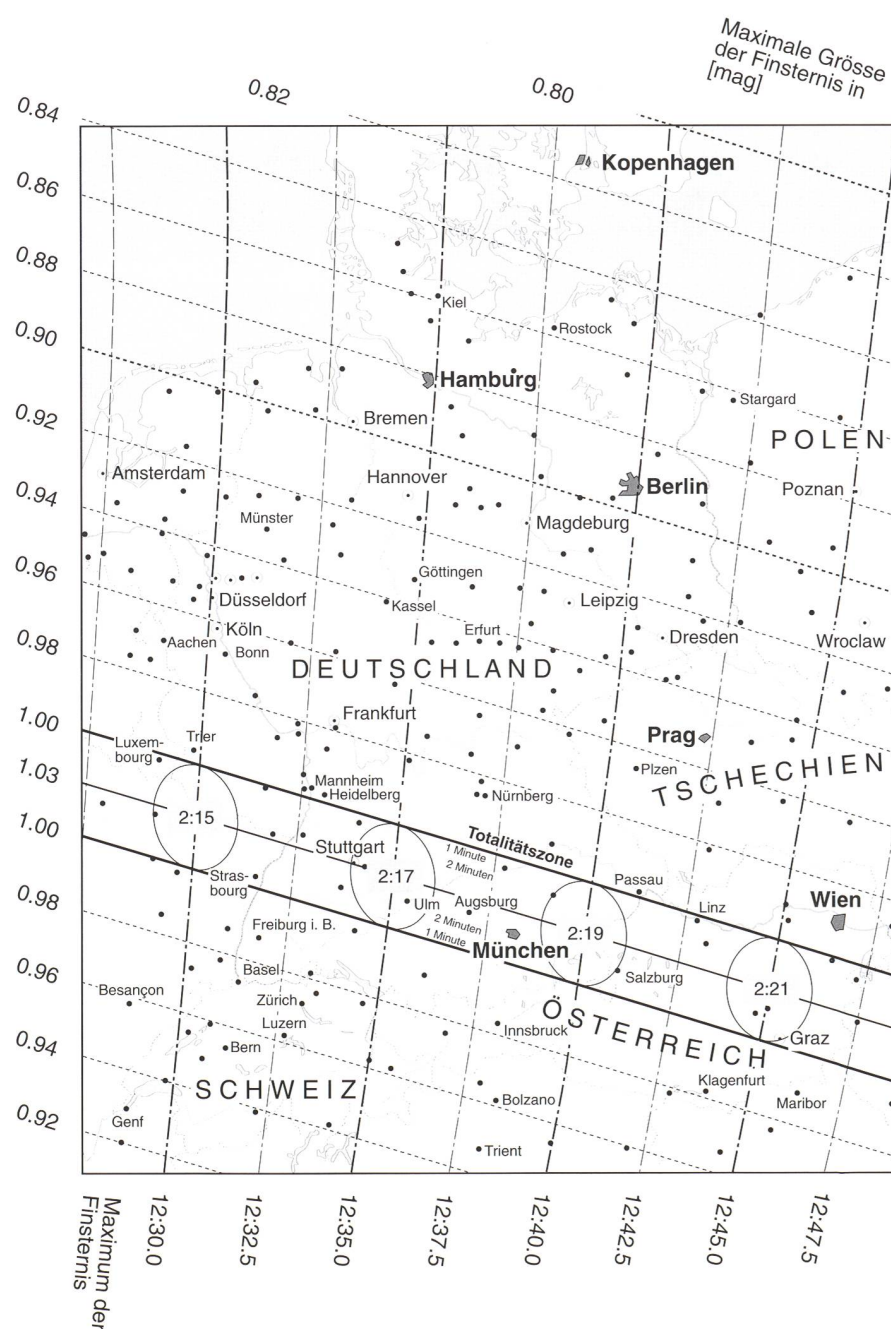 Maximale Grösse
der Finsternis in
[mag]
0.82
0.80
0.84
0.86
0.88
0.90
0.92
0.94
0.96
0.98
1.00
1.03
1.00
0.98
0.96
0.94
0.92
Kopenhagen
Kiel
Rostock
Hamburg
Stargard
Bremen
POLEN
Amsterdam
Hannover
Berlin
Poznan
Münster
Magdeburg
Göttingen
Düsseldorf
Kassel
Leipzig
Köln
Erfurt
Dresden
Wroclaw
Aachen
Bonn
DEUTSCHLAND
Frankfurt
Luxem-
bourg
Trier
Prag
Plzen
TSCHECHIEN
Mannheim
Heidelberg
Nürnberg
2:15
Totalitätszone
Stuttgart
1 Minute
2 Minuten
2:17
Stras-
bourg
Passau
Ulm
Augsburg
Linz
Wien
Freiburg i. B.
2 Minuten
1 Minute
2:19
München
Basel
Salzburg
2:21
Besançon
Zürich
ÖSTERREICH
Luzern
Innsbruck
Graz
Bern
SCHWEIZ
Klagenfurt
Bolzano
Maribor
Genf
Trient
Maximum der
Finsternis
12:30.0
12:32.5
12:35.0
12:37.5
12:40.0
12:42.5
12:45.0
12:47.5